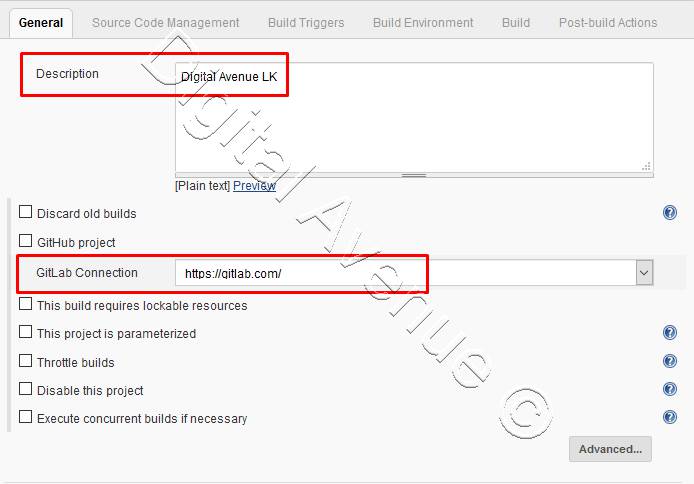 General Source Code Management Build Triggers Build Environment Build Post-build Actions
Description Digital Avenue LK
[Plain text] Preview
Discard old builds
GitHub project
GitLab Connection https://gitlab.com/
This build requires lockable resources
This project is parameterized
Throttle builds
Disable this project
Execute concurrent builds if necessary
Advanced...
Digital Avenue ©